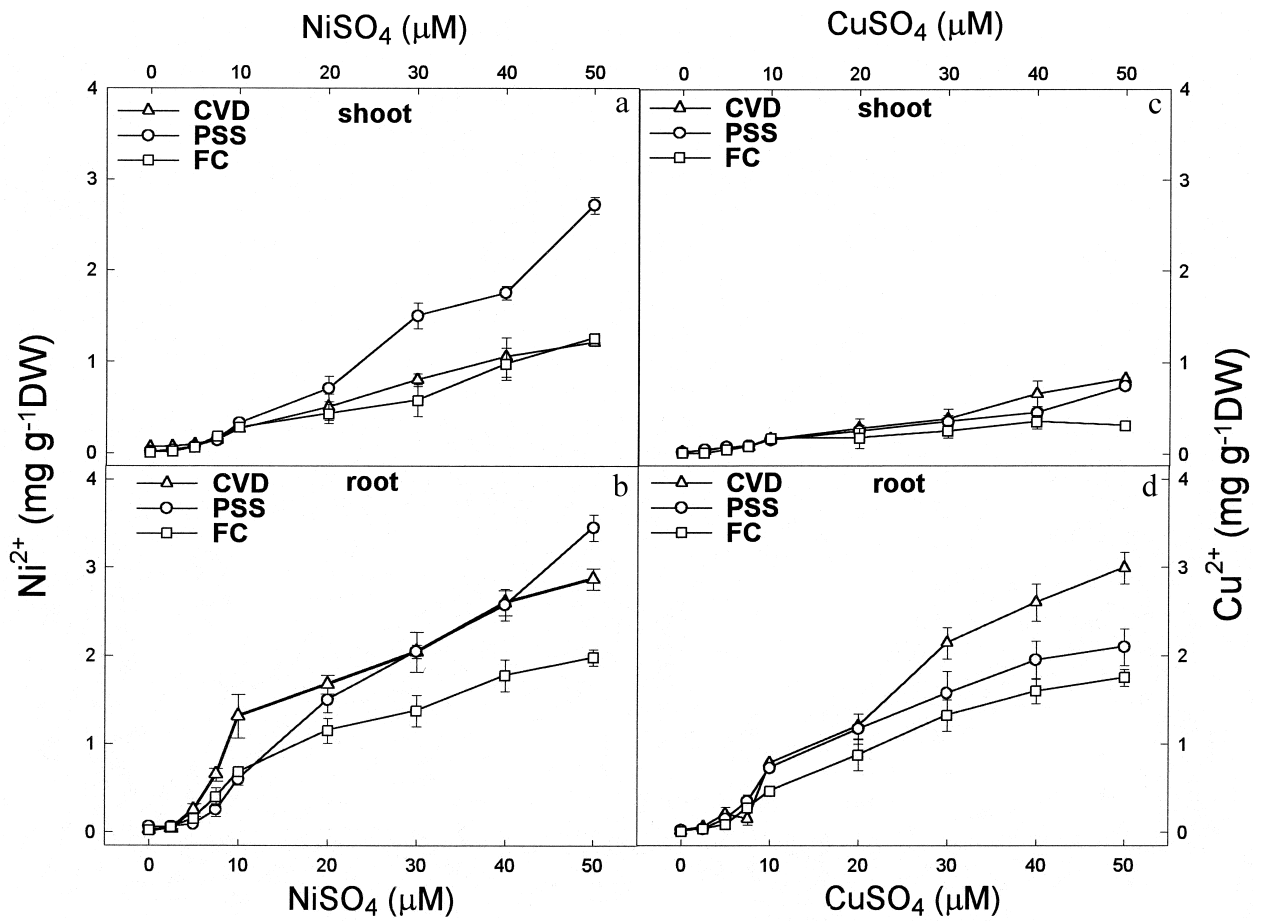 NiSO4 (μM)
CuSO4 (μM)
0 10 20 30 40 50
0 10 20 30 40 50
4
3
2
1
0
CVD
PSS
FC
shoot
a
CVD
PSS
FC
shoot
c
4
3
2
1
0
Ni2+ (mg g-1DW)
Cu2+ (mg g-1DW)
4
3
2
1
0
CVD
PSS
FC
root
b
CVD
PSS
FC
root
d
4
3
2
1
0
0 10 20 30 40 50
0 10 20 30 40 50
NiSO4 (μM)
CuSO4 (μM)